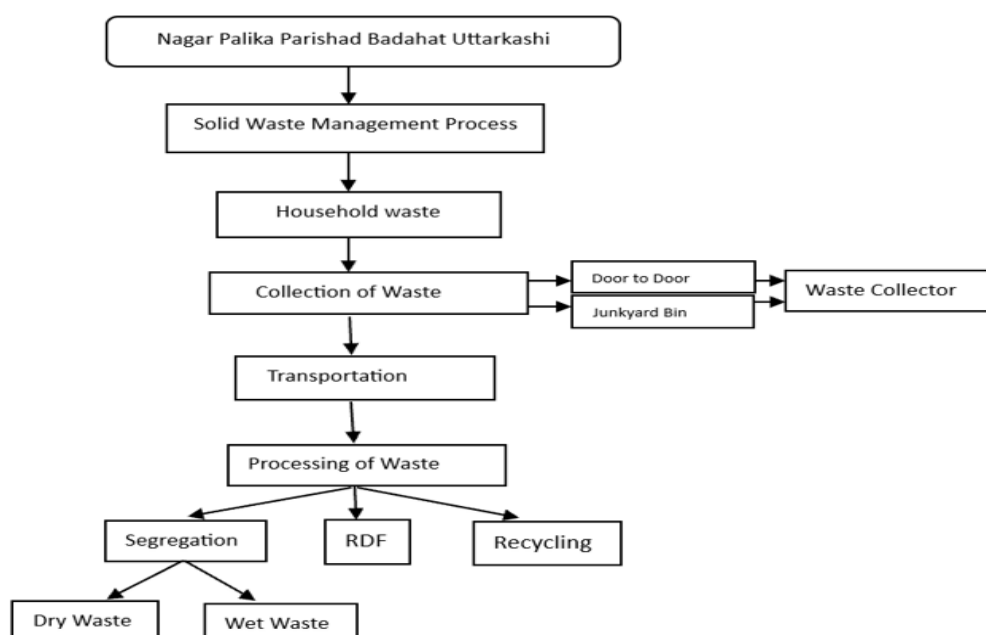 Nagar Palika Parishad Badahat Uttarkashi
Solid Waste Management Process
Household waste
Collection of Waste
Door to Door
Junkyard Bin
Waste Collector
Transportation
Processing of Waste
Segregation
RDF
Recycling
Dry Waste
Wet Waste